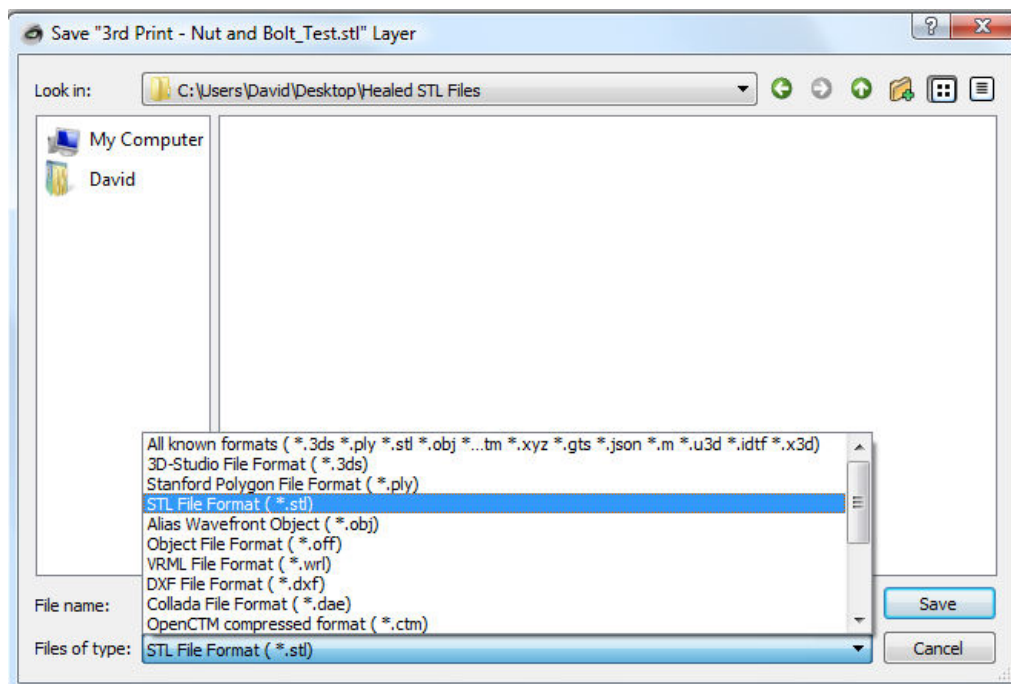 Save "3rd Print - Nut and Bolt_Test.stl" Layer
Look in: C:\Users\David\Desktop\Healed STL Files
My Computer
David
All known formats ( *.3ds *.ply *.stl *.obj *...tm *.xyz *.gts *.json *.m *.u3d *.idtf *.x3d)
3D-Studio File Format ( *.3ds)
Stanford Polygon File Format ( *.ply)
STL File Format ( *.stl)
Alias Wavefront Object ( *.obj)
Object File Format ( *.off)
VRML File Format ( *.wrl)
DXF File Format ( *.dxf)
Collada File Format ( *.dae)
OpenCTM compressed format ( *.ctm)
File name: Save
Files of type: STL File Format ( *.stl) Cancel